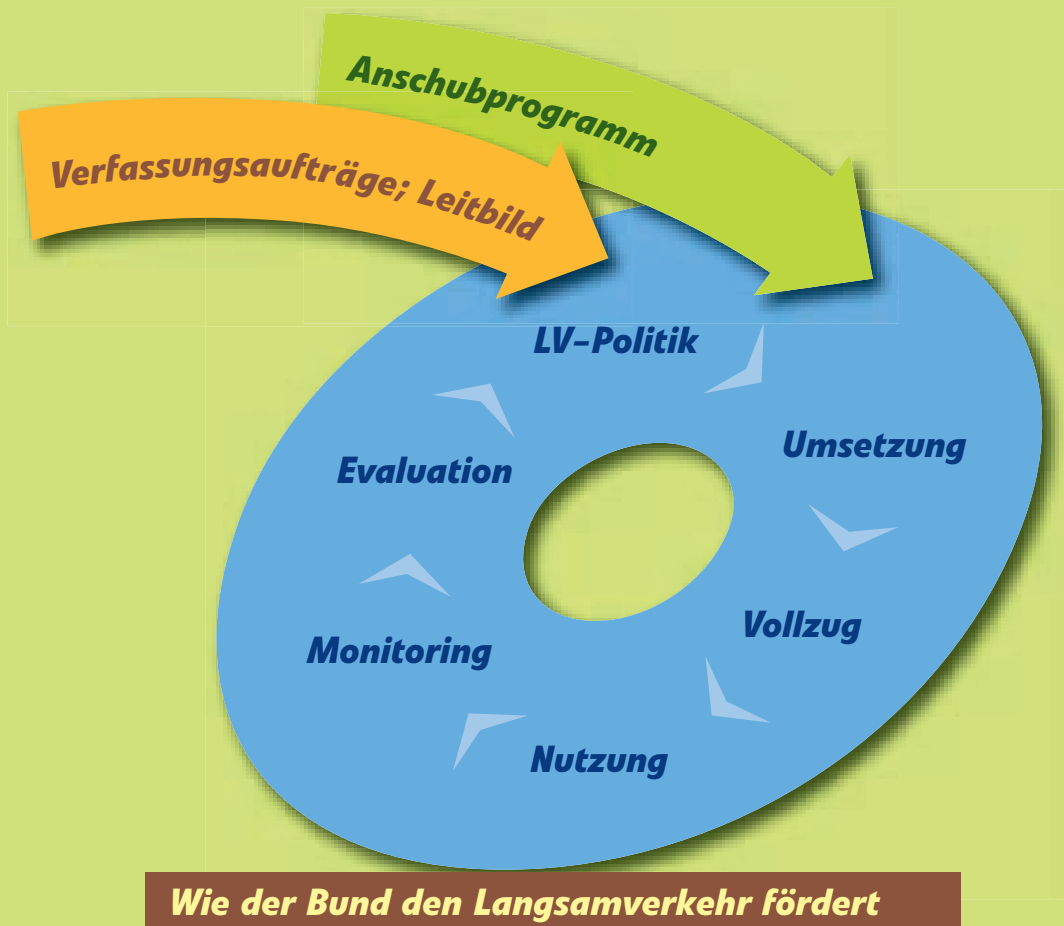 Anschubprogramm
Verfassungsaufträge; Leitbild
LV-Politik
Umsetzung
Evaluation
Vollzug
Monitoring
Nutzung
Wie der Bund den Langsamverkehr fördert